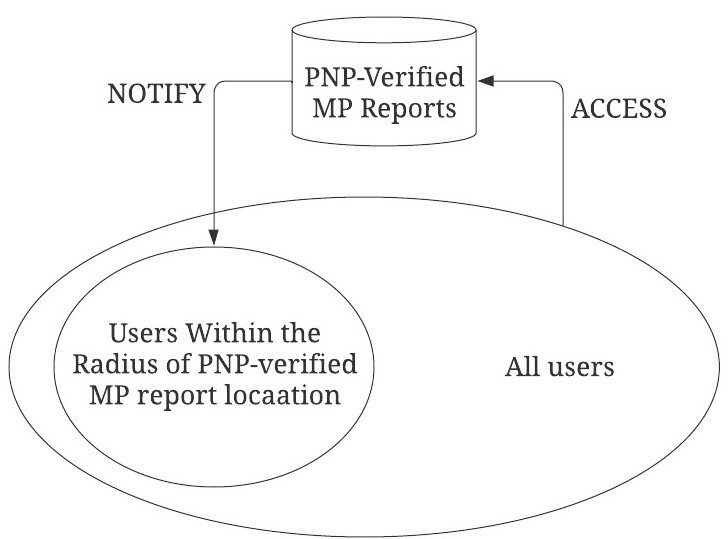 PNP-Verified
MP Reports
NOTIFY
ACCESS
Users Within the
Radius of PNP-verified
MP report locaation
All users